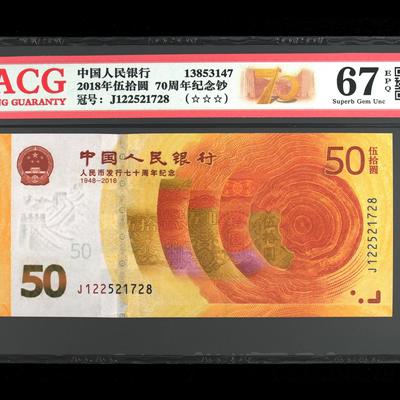 ACG
NG GUARANTY
中国人民银行 13853147
2018年伍拾圆 70周年纪念钞
冠号: J122521728 (☆☆☆)
70
67 EPQ
Superb Gem Unc
中国人民银行
人民币发行七十周年纪念
1948-2018
50 伍拾圆
50
50
J122521728
J122521728